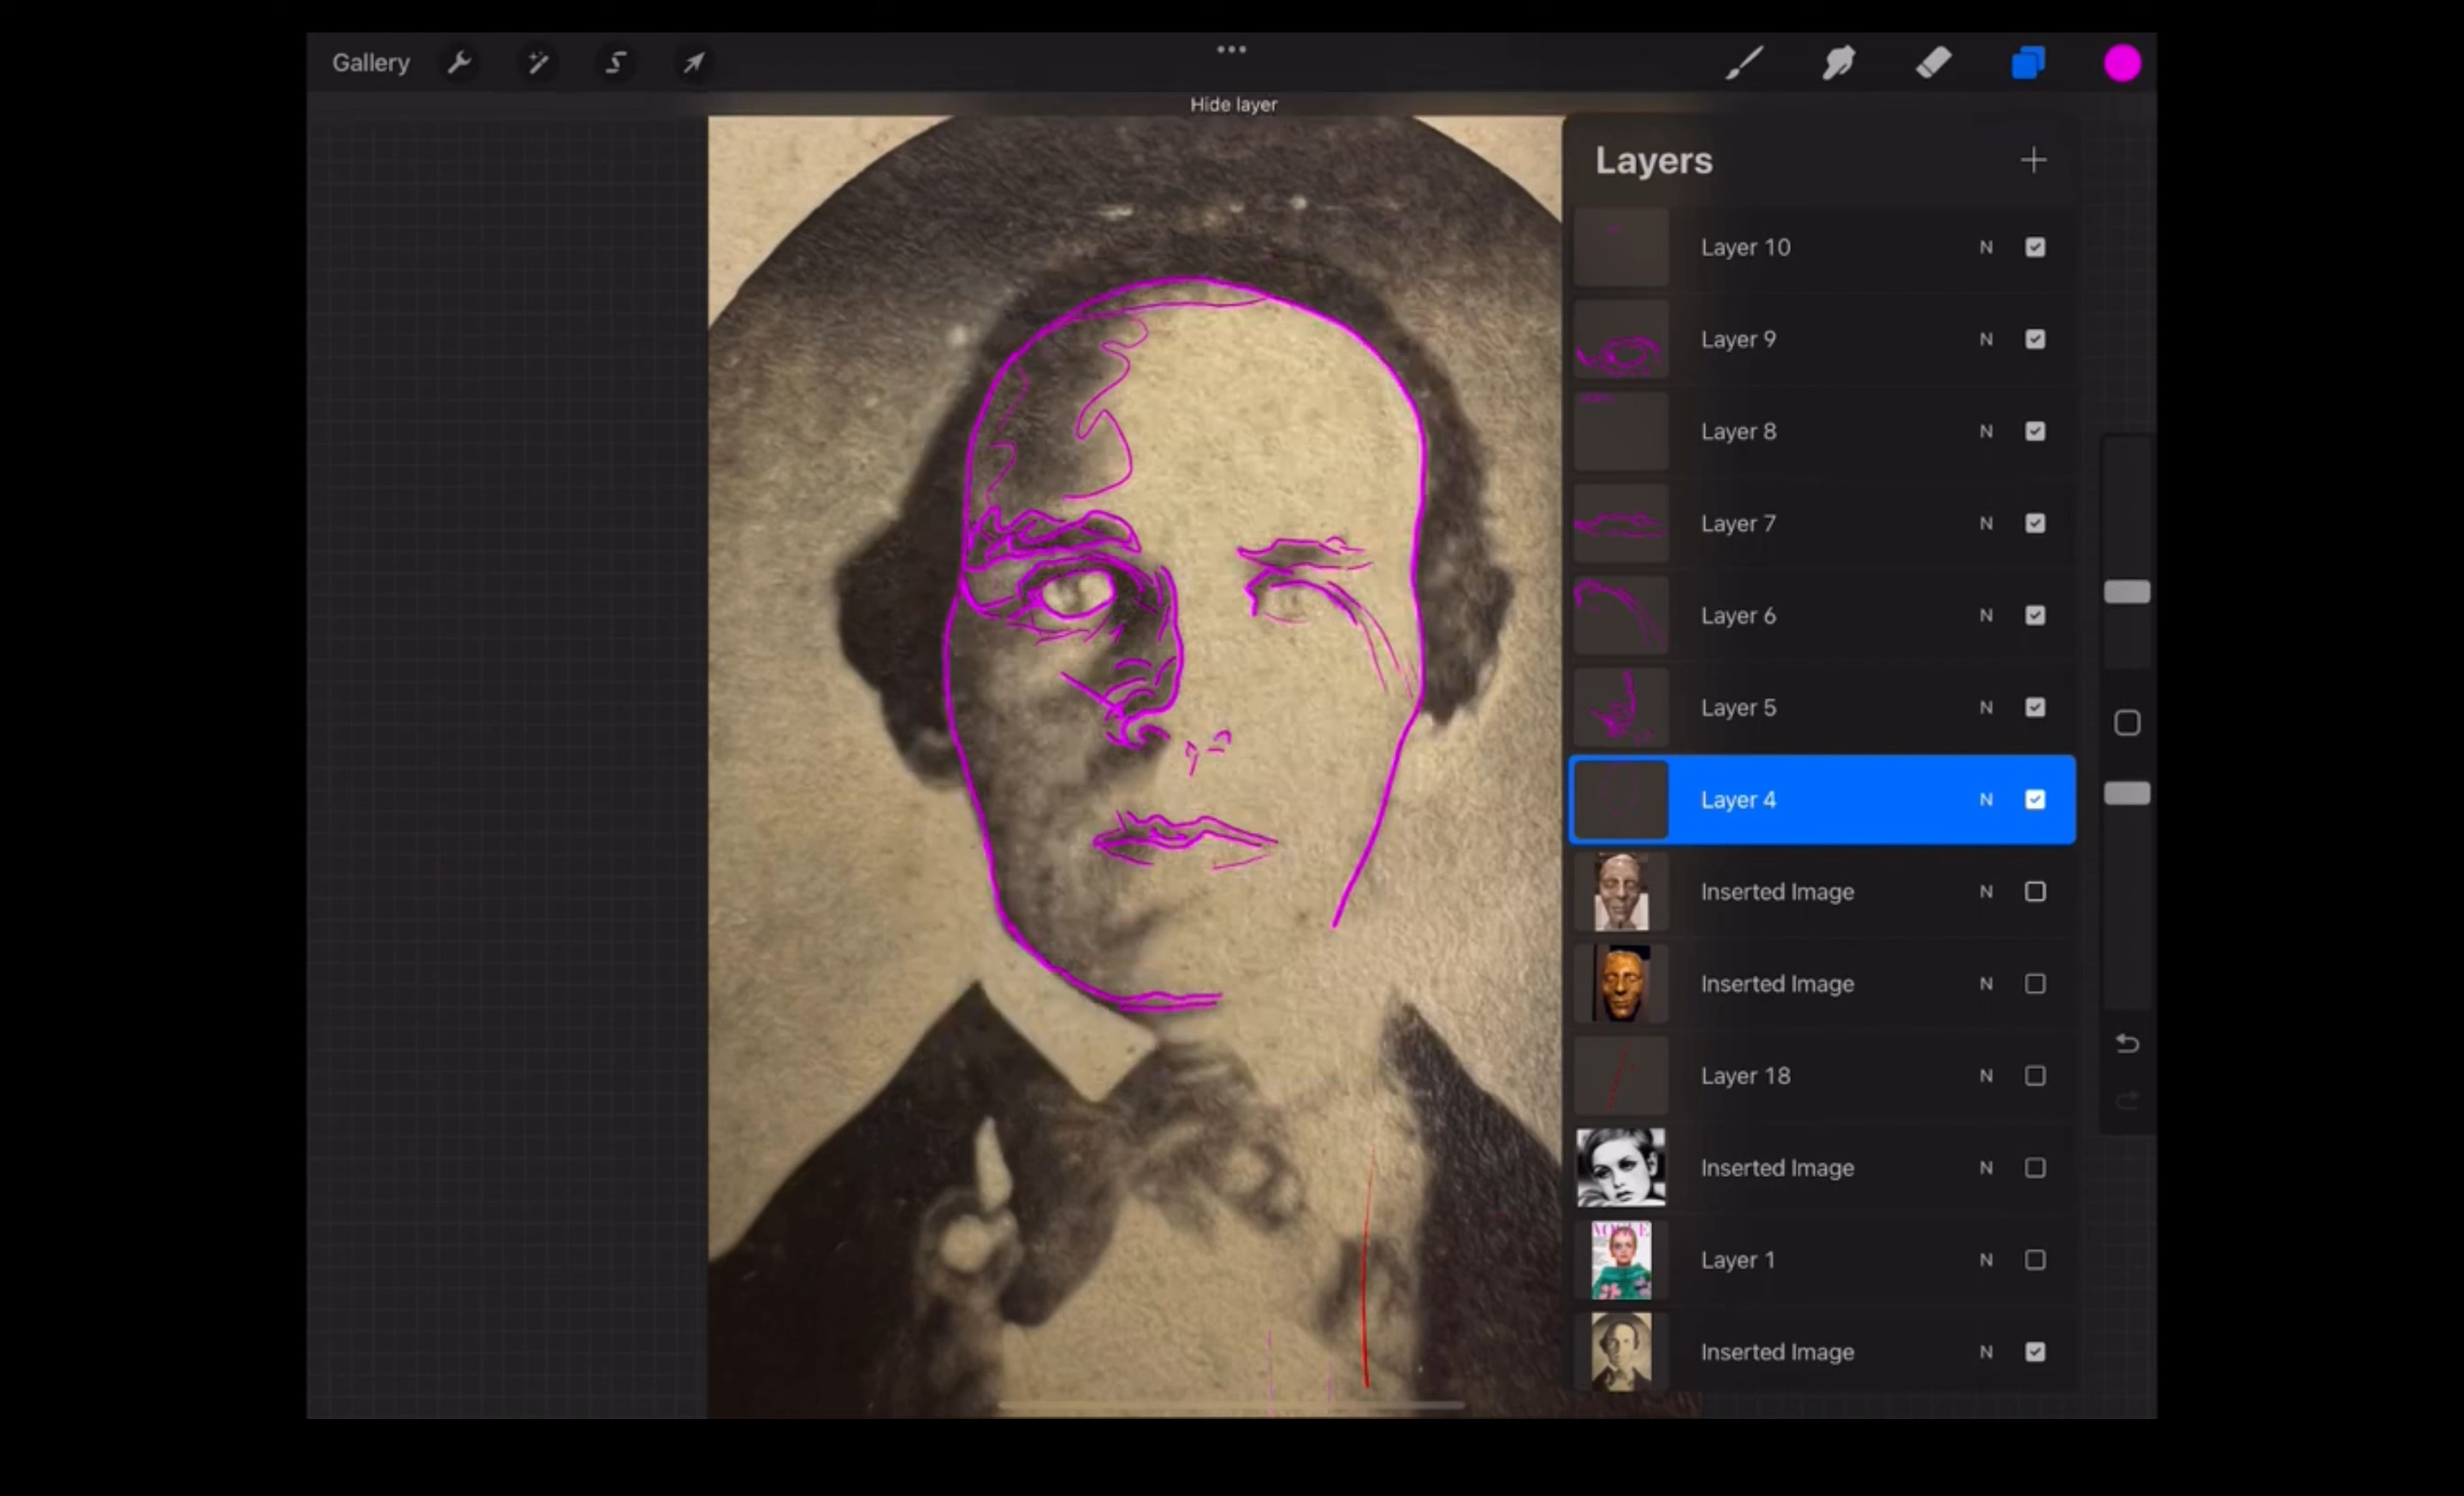 Gallery
Hide layer
Layers
Layer 10 N
Layer 9 N
Layer 8 N
Layer 7 N
Layer 6 N
Layer 5 N
Layer 4 N
Inserted Image N
Inserted Image N
Layer 18 N
Inserted Image N
VOGUE
Layer 1 N
Inserted Image N